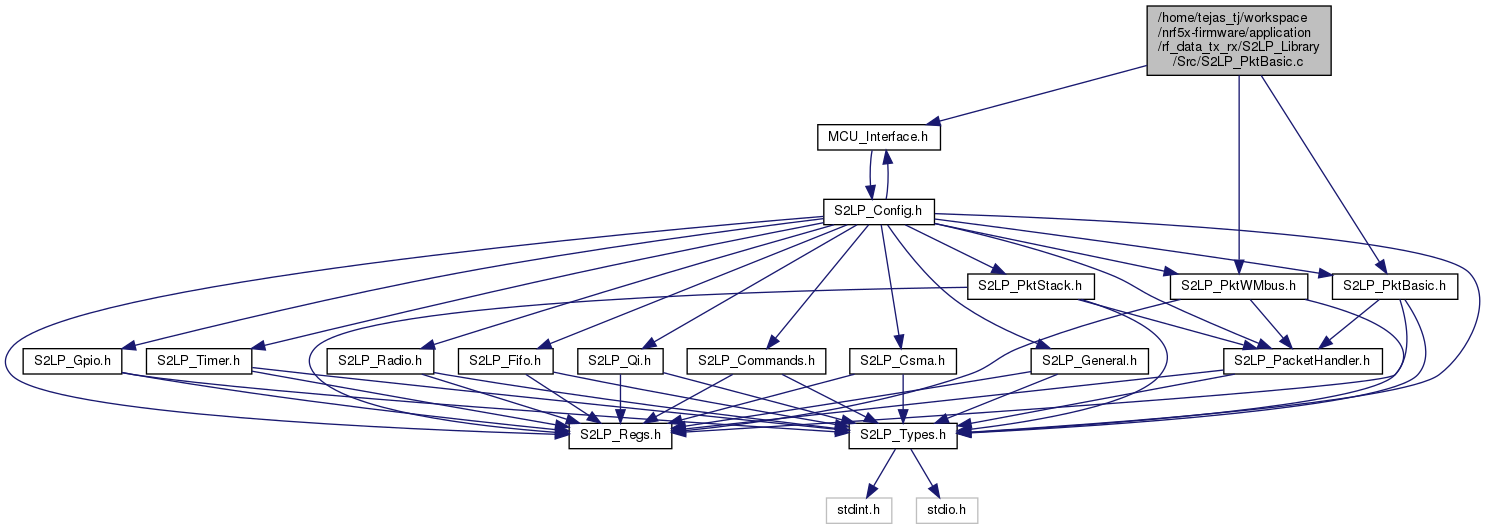 /home/tejas_tj/workspace
/nrf5x-firmware/application
/rf_data_tx_rx/S2LP_Library
/Src/S2LP_PktBasic.c
MCU_Interface.h
S2LP_Config.h
S2LP_PktStack.h
S2LP_PktWMbus.h
S2LP_PktBasic.h
S2LP_Gpio.h
S2LP_Timer.h
S2LP_Radio.h
S2LP_Fifo.h
S2LP_Qi.h
S2LP_Commands.h
S2LP_Csma.h
S2LP_General.h
S2LP_PacketHandler.h
S2LP_Regs.h
S2LP_Types.h
stdint.h
stdio.h